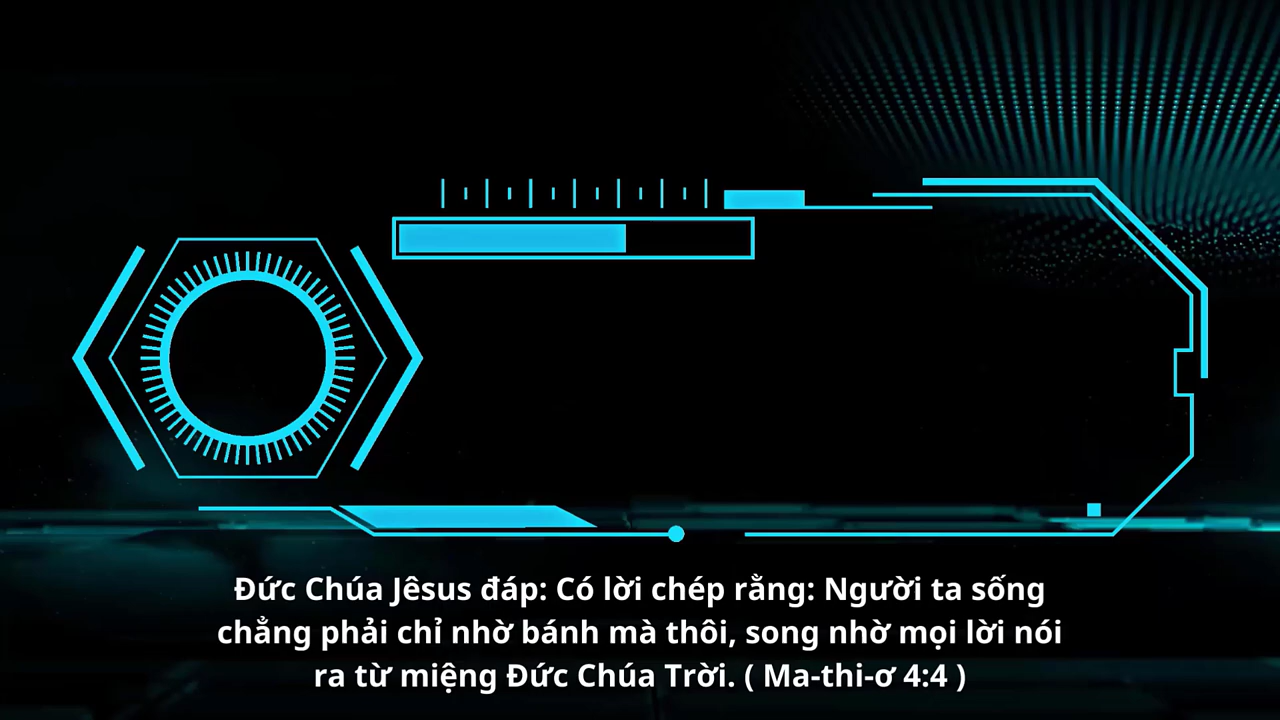 Đức Chúa Jêsus đáp: Có lời chép rằng: Người ta sống
chẳng phải chỉ nhờ bánh mà thôi, song nhờ mọi lời nói
ra từ miệng Đức Chúa Trời. ( Ma-thi-ơ 4:4 )